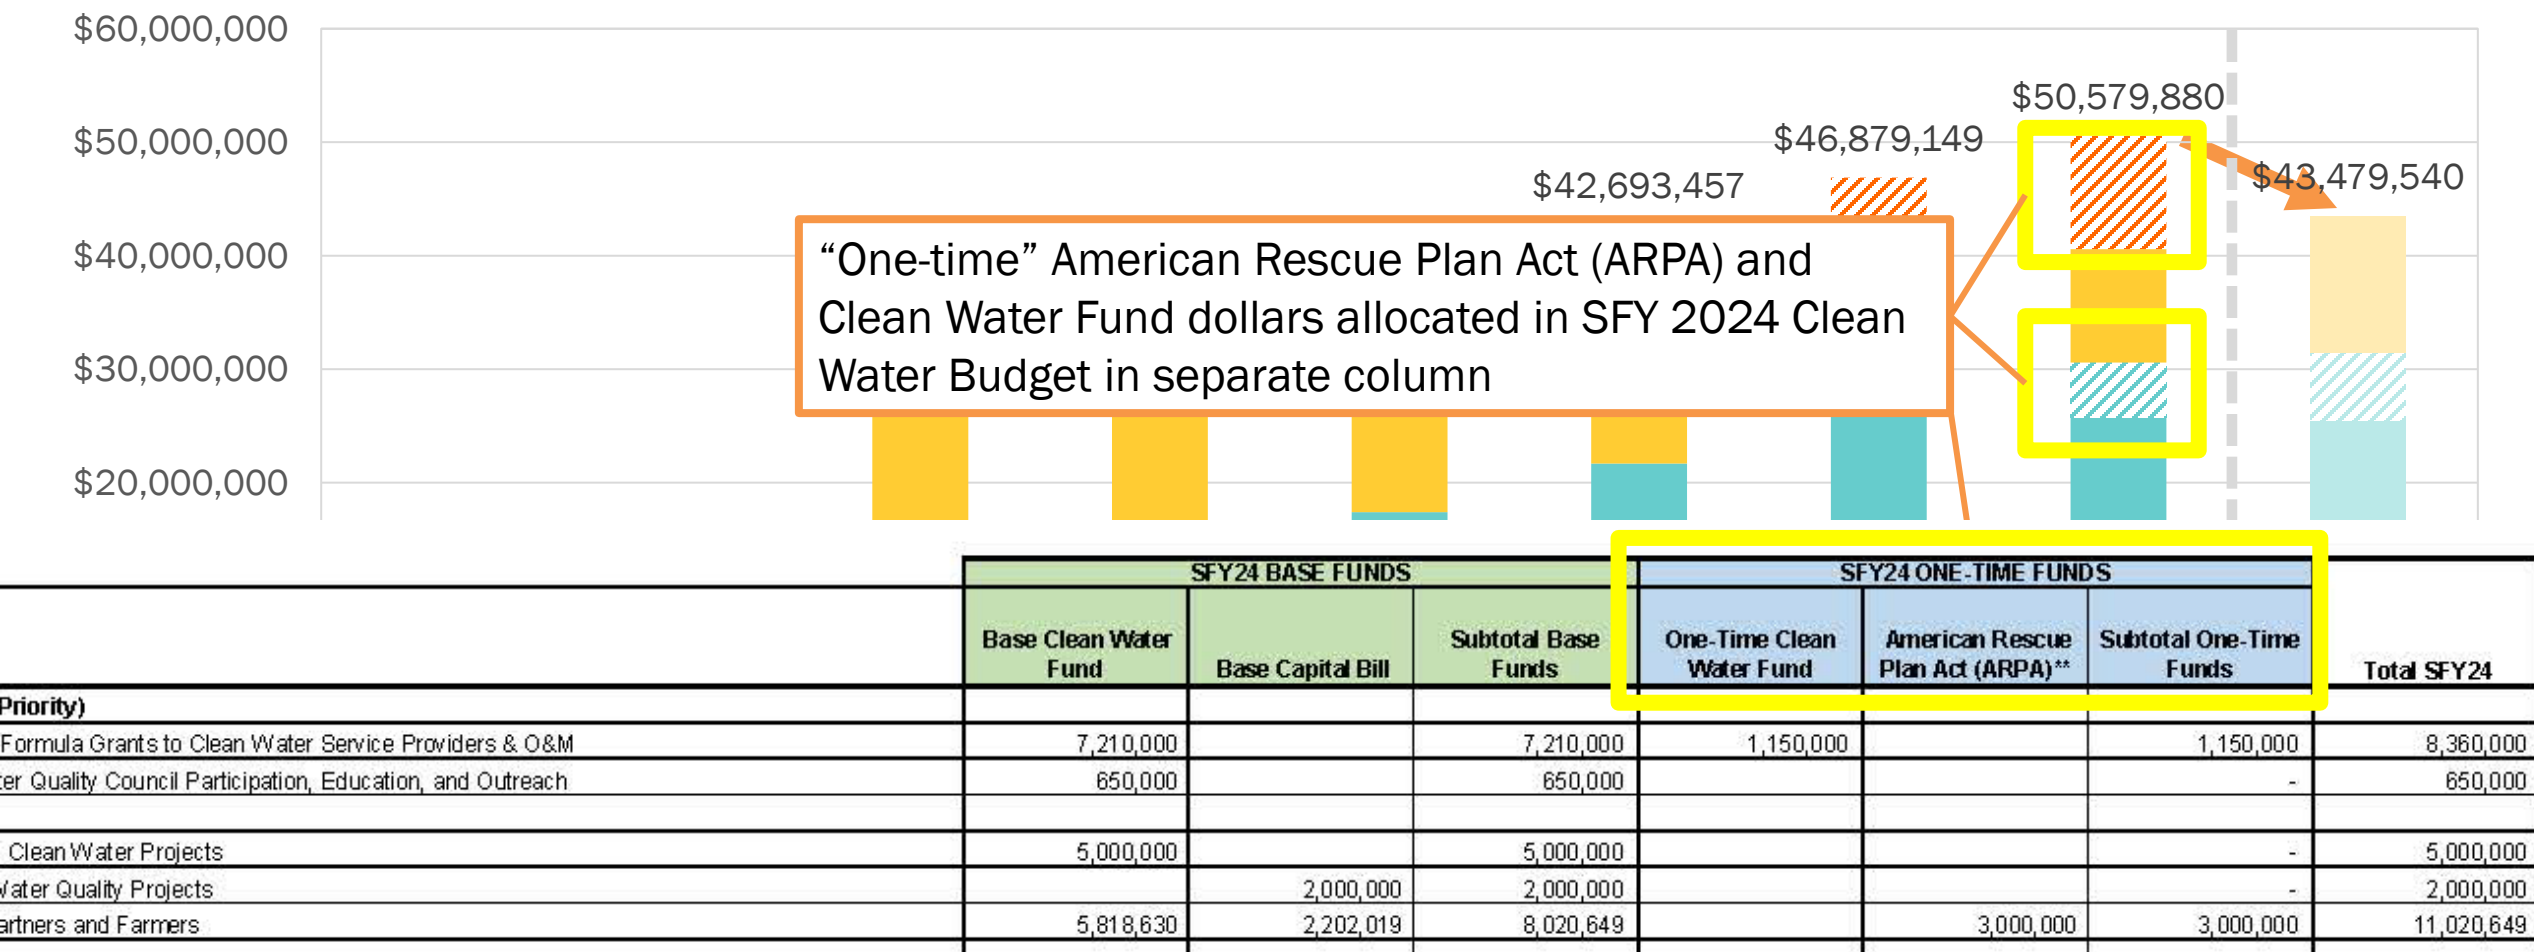 $60,000,000
$50,000,000
$40,000,000
$30,000,000
$20,000,000
$42,693,457
$46,879,149
$50,579,880
$43,479,540
“One-time” American Rescue Plan Act (ARPA) and
Clean Water Fund dollars allocated in SFY 2024 Clean
Water Budget in separate column
SFY24 BASE FUNDS SFY24 ONE-TIME FUNDS
Base Clean Water Fund Base Capital Bill Subtotal Base Funds One-Time Clean Water Fund American Rescue Plan Act (ARPA)** Subtotal One-Time Funds Total SFY24
Priority)
Formula Grants to Clean Water Service Providers & O&M 7,210,000 7,210,000 1,150,000 1,150,000 8,360,000
ter Quality Council Participation, Education, and Outreach 650,000 650,000 - 650,000
Clean Water Projects 5,000,000 5,000,000 - 5,000,000
Water Quality Projects 2,000,000 2,000,000 - 2,000,000
artners and Farmers 5,818,630 2,202,019 8,020,649 3,000,000 3,000,000 11,020,649